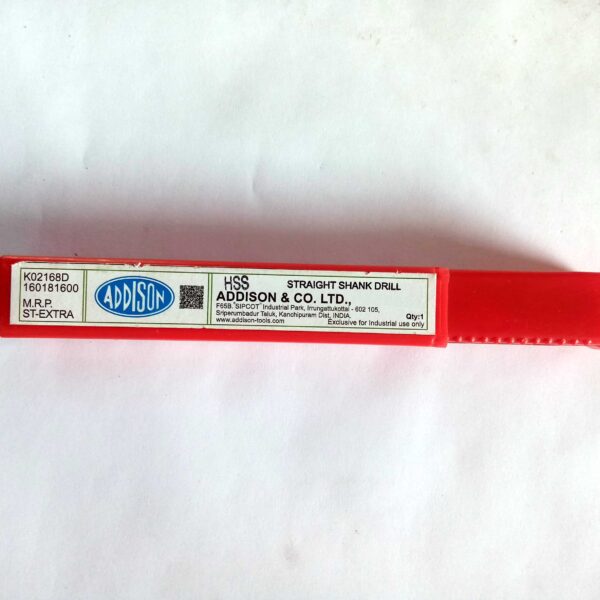 K02168D
160181600
M.R.P.
ST-EXTRA
ADDISON
HSS
STRAIGHT SHANK DRILL
ADDISON & CO. LTD.,
F65B,"SIPCOT" Industrial Park, Irrungattukottai - 602 105,
Sriperumbadur Taluk, Kanchipuram Dist, INDIA.
www.addison-tools.com
Qty:1
Exclusive for Industrial use only